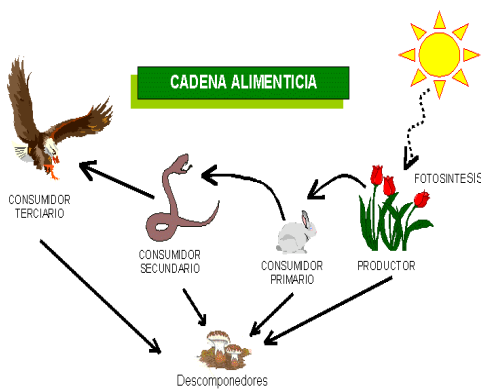 CADENA ALIMENTICIA
FOTOSINTESIS
CONSUMIDOR
TERCIARIO
CONSUMIDOR
SECUNDARIO
CONSUMIDOR
PRIMARIO
PRODUCTOR
Descomponedores